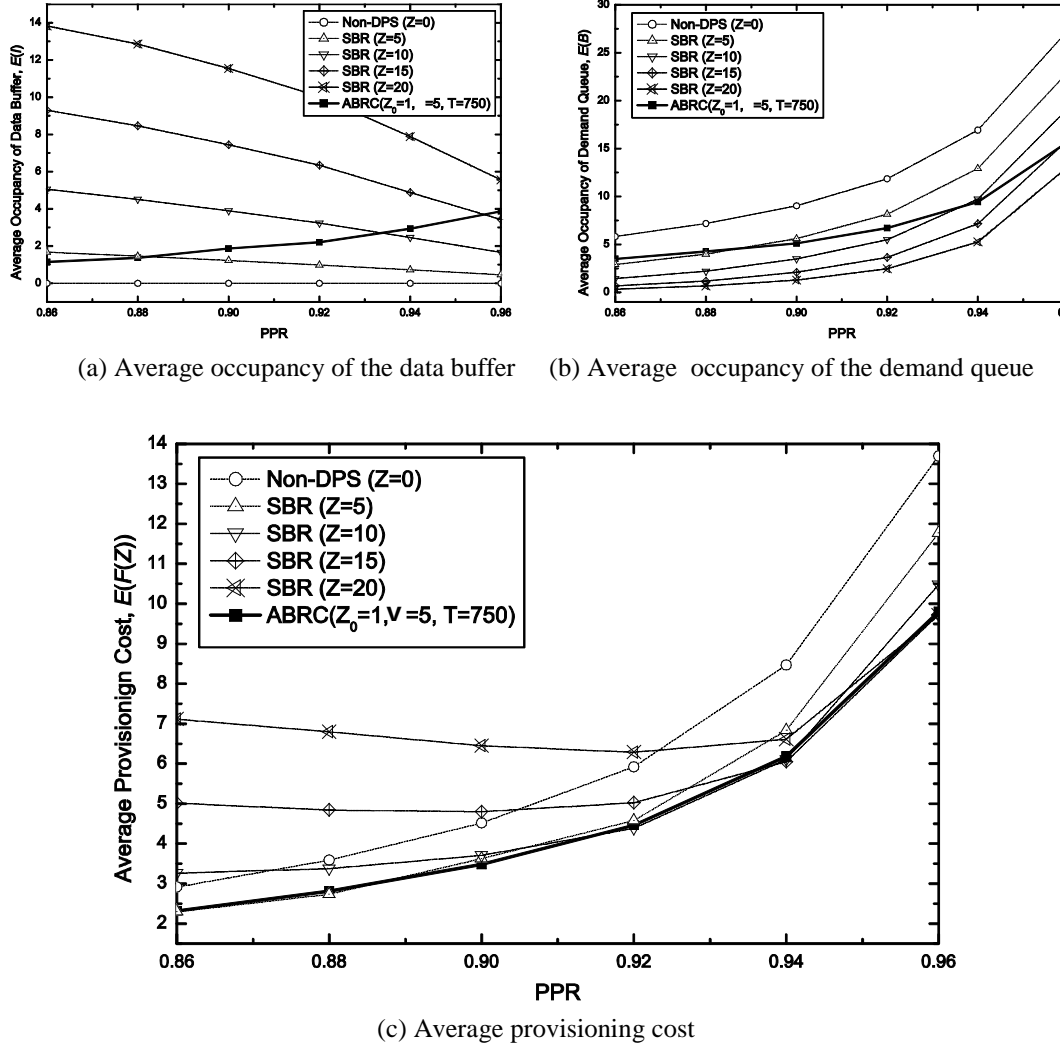 Average Occupancy of Data Buffer, E(I)
14
12
10
8
6
4
2
0
Non-DPS (Z=0)
SBR (Z=5)
SBR (Z=10)
SBR (Z=15)
SBR (Z=20)
ABRC(Z0=1, =5, T=750)
0.86 0.88 0.90 0.92 0.94 0.96
PPR
(a) Average occupancy of the data buffer
Average Occupancy of Demand Queue, E(B)
30
25
20
15
10
5
0
Non-DPS (Z=0)
SBR (Z=5)
SBR (Z=10)
SBR (Z=15)
SBR (Z=20)
ABRC(Z0=1, =5, T=750)
0.86 0.88 0.90 0.92 0.94
PPR
(b) Average occupancy of the demand queue
Average Provisionign Cost, E(F(Z))
14
13
12
11
10
9
8
7
6
5
4
3
2
Non-DPS (Z=0)
SBR (Z=5)
SBR (Z=10)
SBR (Z=15)
SBR (Z=20)
ABRC(Z0=1,V =5, T=750)
0.86 0.88 0.90 0.92 0.94 0.96
PPR
(c) Average provisioning cost